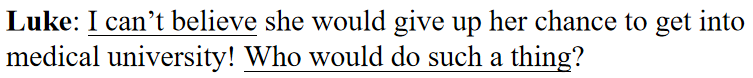 Luke: I can’t believe she would give up her chance to get into
medical university! Who would do such a thing?